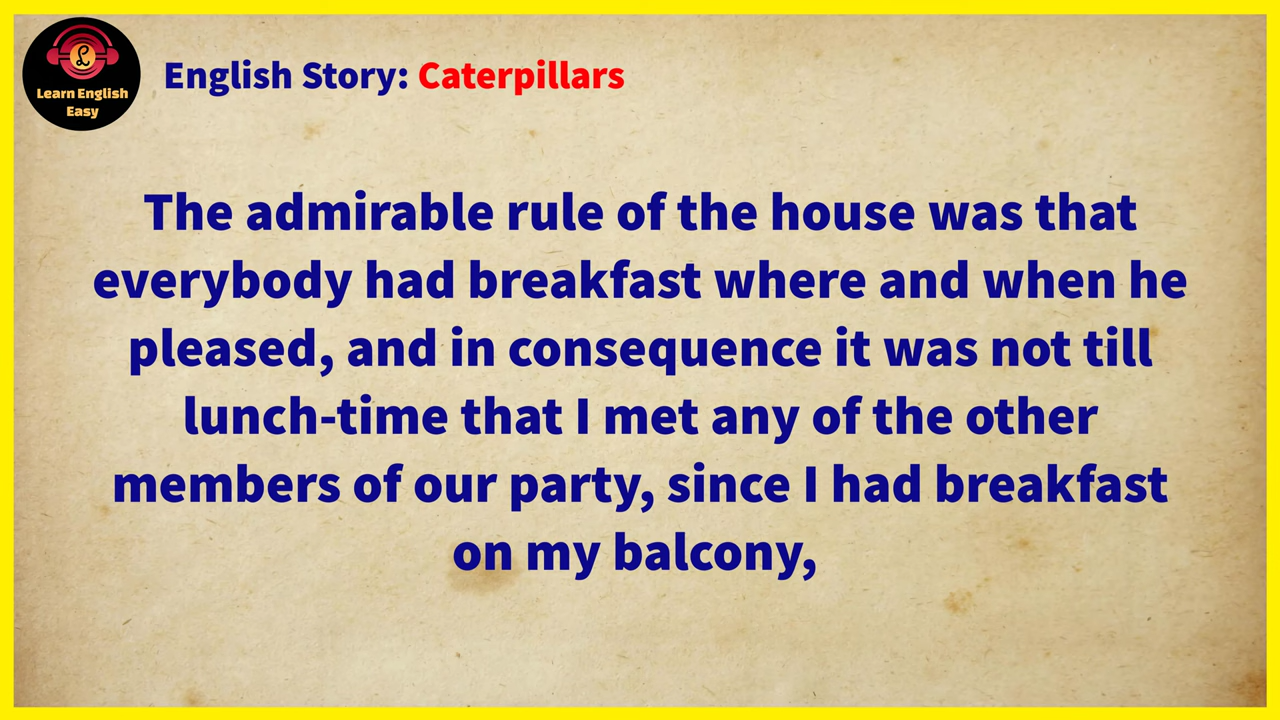 Learn English
Easy
English Story: Caterpillars
The admirable rule of the house was that
everybody had breakfast where and when he
pleased, and in consequence it was not till
lunch-time that I met any of the other
members of our party, since I had breakfast
on my balcony,